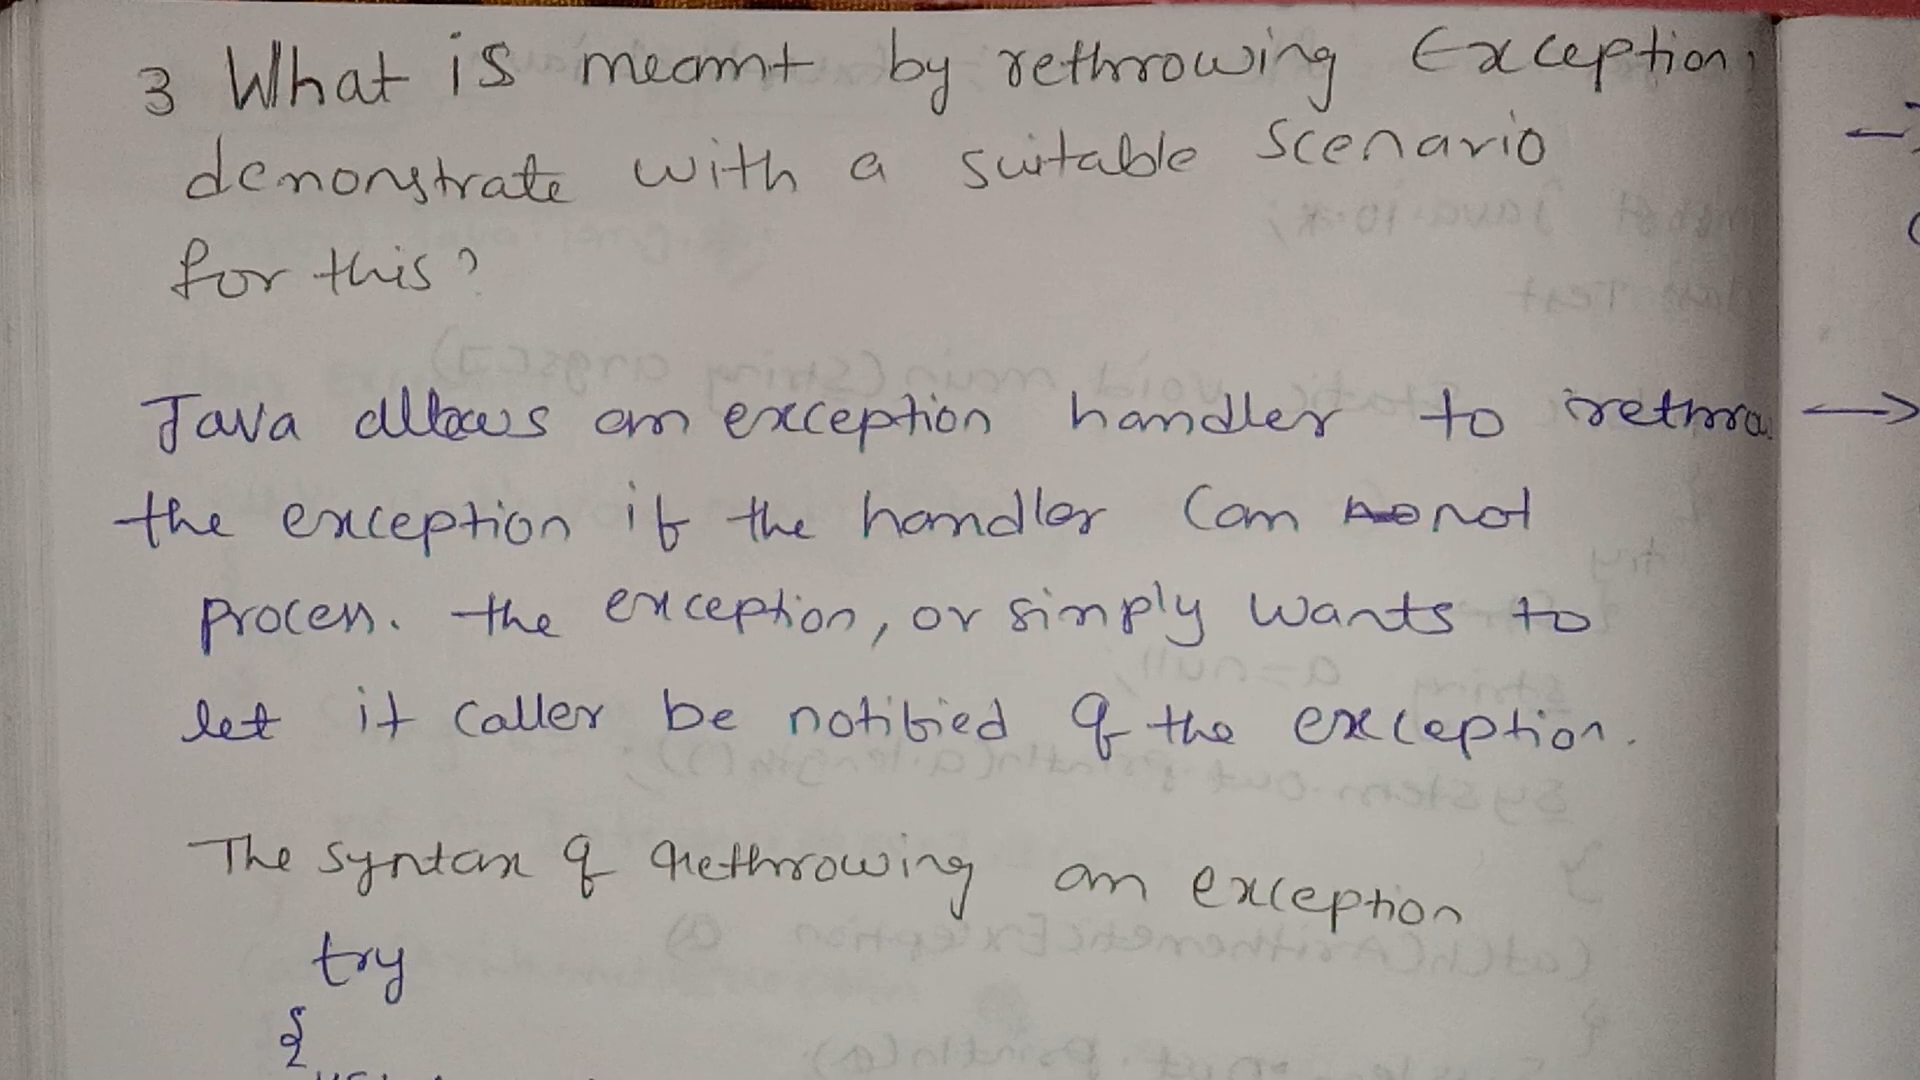 3 What is meant by rethrowing Exception,
demonstrate with a suitable scenario
for this?
Java allows an exception handler to rethro
the exception if the handler can not
process. the exception, or simply wants to
let it caller be notified of the exception.
The syntax of rethrowing an exception
try
{